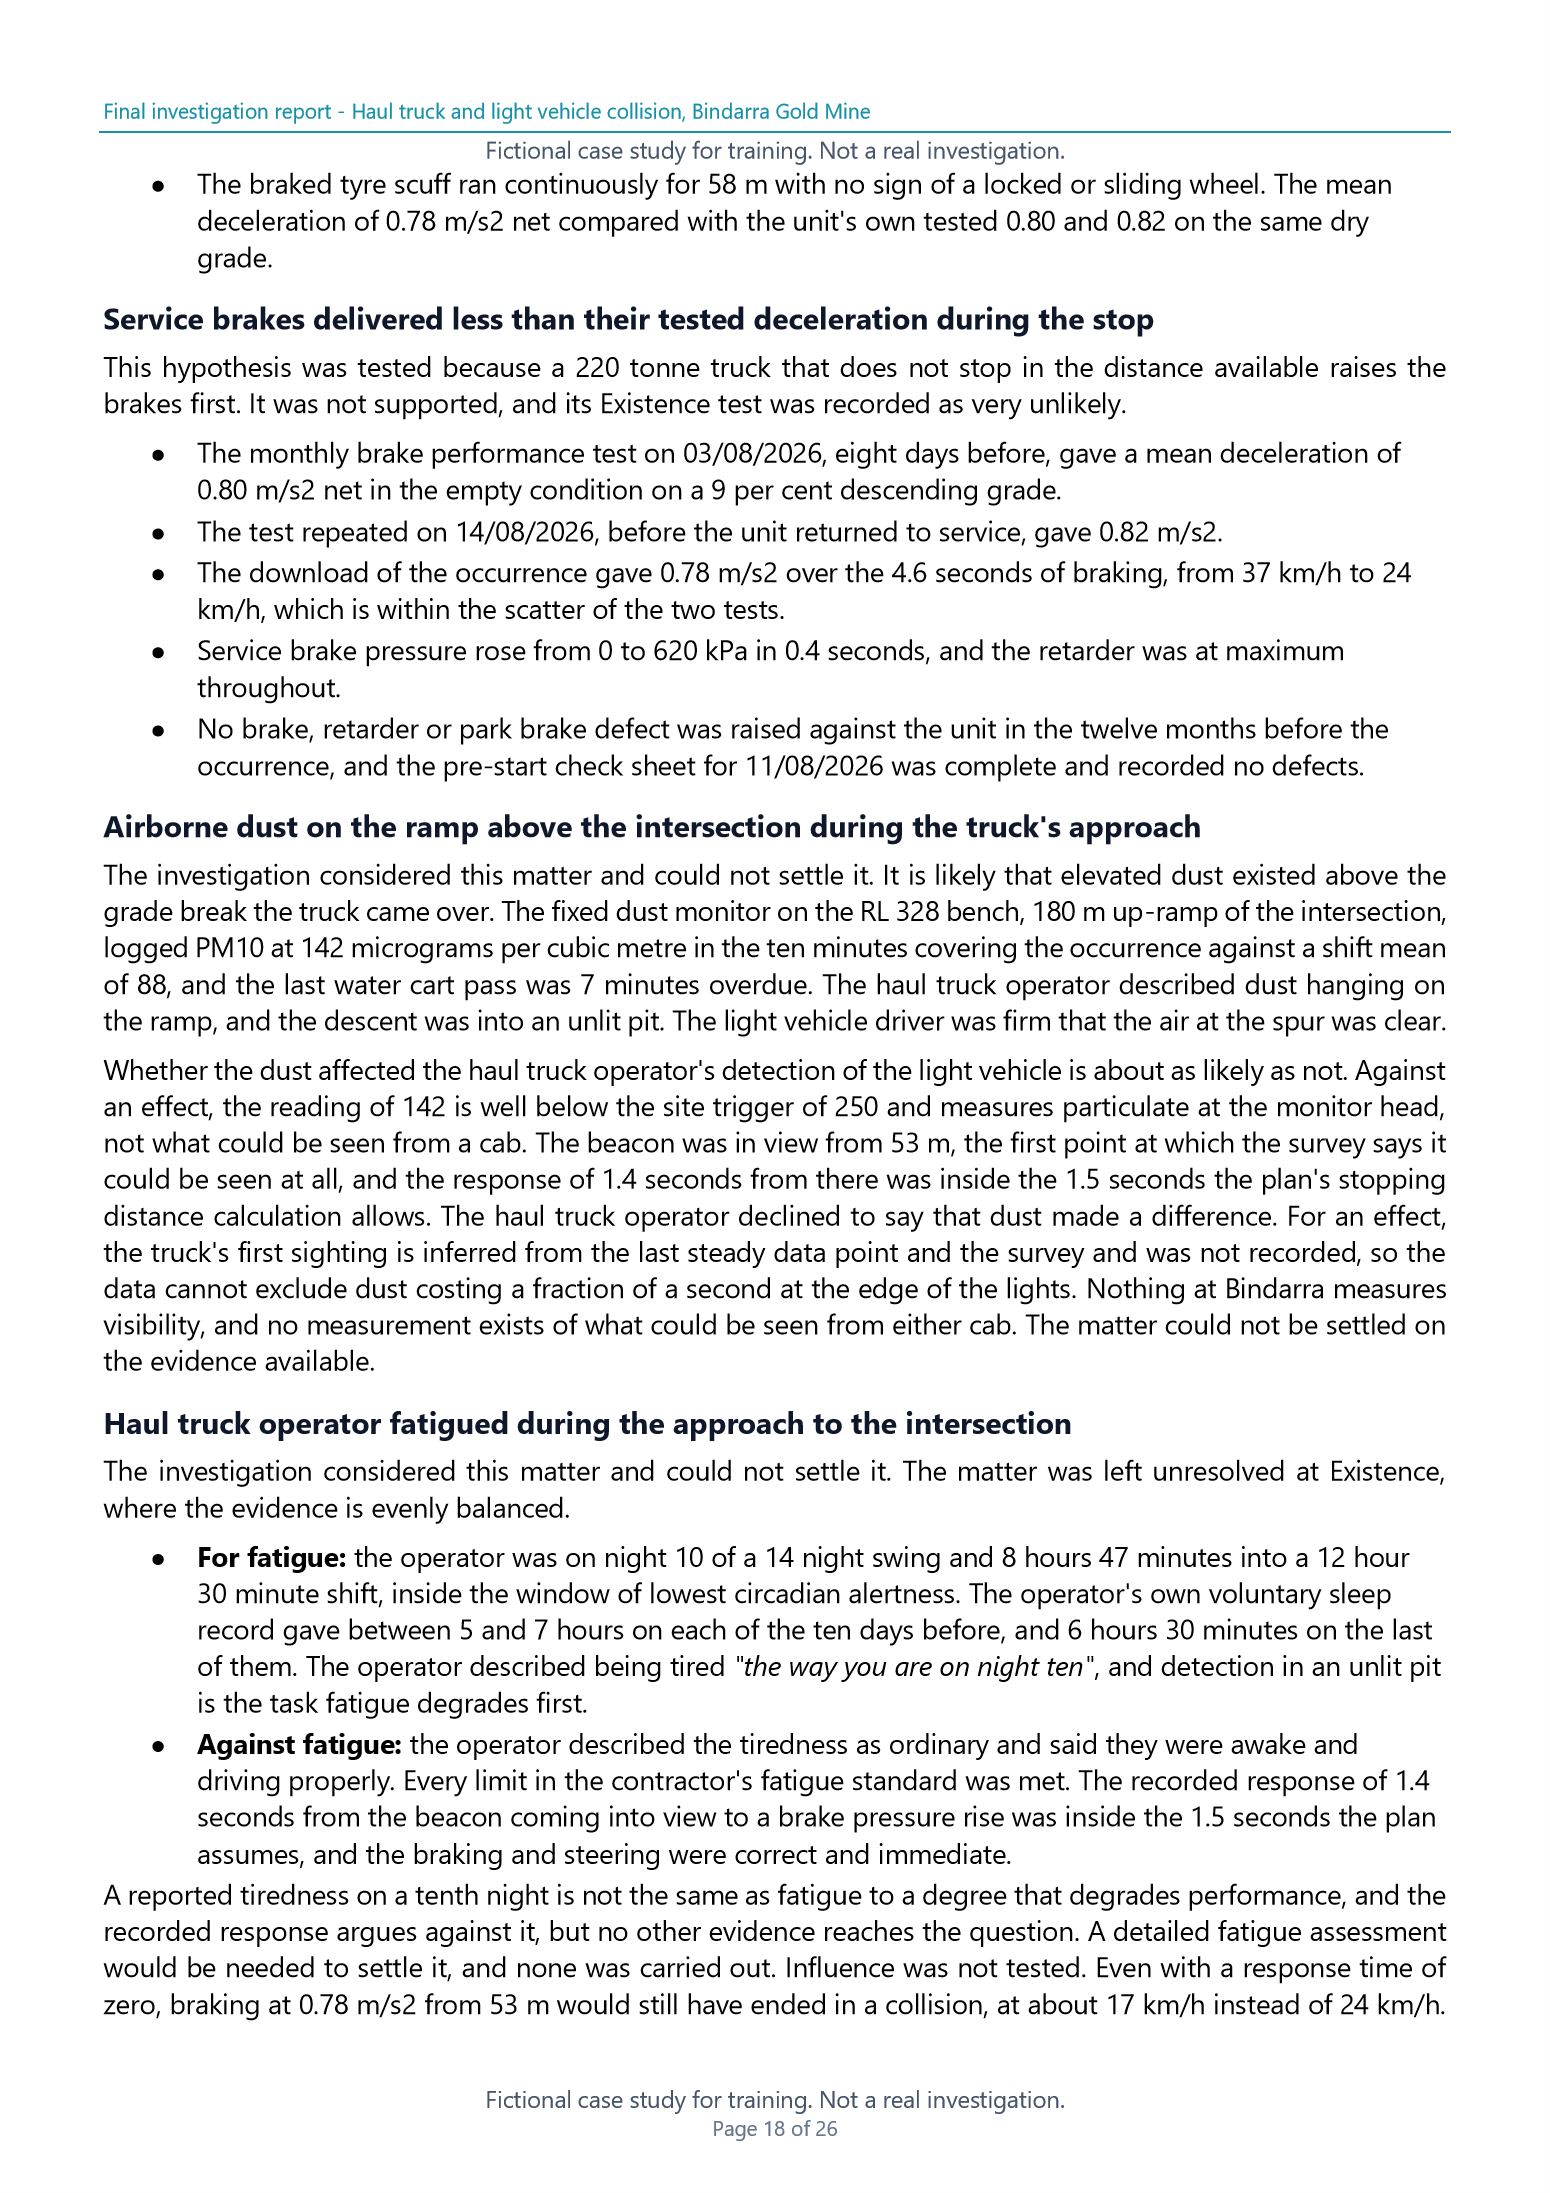 Final investigation report - Haul truck and light vehicle collision, Bindarra Gold Mine
Fictional case study for training. Not a real investigation.
● The braked tyre scuff ran continuously for 58 m with no sign of a locked or sliding wheel. The mean
deceleration of 0.78 m/s2 net compared with the unit's own tested 0.80 and 0.82 on the same dry
grade.
Service brakes delivered less than their tested deceleration during the stop
This hypothesis was tested because a 220 tonne truck that does not stop in the distance available raises the
brakes first. It was not supported, and its Existence test was recorded as very unlikely.
● The monthly brake performance test on 03/08/2026, eight days before, gave a mean deceleration of
0.80 m/s2 net in the empty condition on a 9 per cent descending grade.
● The test repeated on 14/08/2026, before the unit returned to service, gave 0.82 m/s2.
● The download of the occurrence gave 0.78 m/s2 over the 4.6 seconds of braking, from 37 km/h to 24
km/h, which is within the scatter of the two tests.
● Service brake pressure rose from 0 to 620 kPa in 0.4 seconds, and the retarder was at maximum
throughout.
● No brake, retarder or park brake defect was raised against the unit in the twelve months before the
occurrence, and the pre-start check sheet for 11/08/2026 was complete and recorded no defects.
Airborne dust on the ramp above the intersection during the truck's approach
The investigation considered this matter and could not settle it. It is likely that elevated dust existed above the
grade break the truck came over. The fixed dust monitor on the RL 328 bench, 180 m up-ramp of the intersection,
logged PM10 at 142 micrograms per cubic metre in the ten minutes covering the occurrence against a shift mean
of 88, and the last water cart pass was 7 minutes overdue. The haul truck operator described dust hanging on
the ramp, and the descent was into an unlit pit. The light vehicle driver was firm that the air at the spur was clear.
Whether the dust affected the haul truck operator's detection of the light vehicle is about as likely as not. Against
an effect, the reading of 142 is well below the site trigger of 250 and measures particulate at the monitor head,
not what could be seen from a cab. The beacon was in view from 53 m, the first point at which the survey says it
could be seen at all, and the response of 1.4 seconds from there was inside the 1.5 seconds the plan's stopping
distance calculation allows. The haul truck operator declined to say that dust made a difference. For an effect,
the truck's first sighting is inferred from the last steady data point and the survey and was not recorded, so the
data cannot exclude dust costing a fraction of a second at the edge of the lights. Nothing at Bindarra measures
visibility, and no measurement exists of what could be seen from either cab. The matter could not be settled on
the evidence available.
Haul truck operator fatigued during the approach to the intersection
The investigation considered this matter and could not settle it. The matter was left unresolved at Existence,
where the evidence is evenly balanced.
● For fatigue: the operator was on night 10 of a 14 night swing and 8 hours 47 minutes into a 12 hour
30 minute shift, inside the window of lowest circadian alertness. The operator's own voluntary sleep
record gave between 5 and 7 hours on each of the ten days before, and 6 hours 30 minutes on the last
of them. The operator described being tired "the way you are on night ten", and detection in an unlit pit
is the task fatigue degrades first.
● Against fatigue: the operator described the tiredness as ordinary and said they were awake and
driving properly. Every limit in the contractor's fatigue standard was met. The recorded response of 1.4
seconds from the beacon coming into view to a brake pressure rise was inside the 1.5 seconds the plan
assumes, and the braking and steering were correct and immediate.
A reported tiredness on a tenth night is not the same as fatigue to a degree that degrades performance, and the
recorded response argues against it, but no other evidence reaches the question. A detailed fatigue assessment
would be needed to settle it, and none was carried out. Influence was not tested. Even with a response time of
zero, braking at 0.78 m/s2 from 53 m would still have ended in a collision, at about 17 km/h instead of 24 km/h.
Fictional case study for training. Not a real investigation.
Page 18 of 26